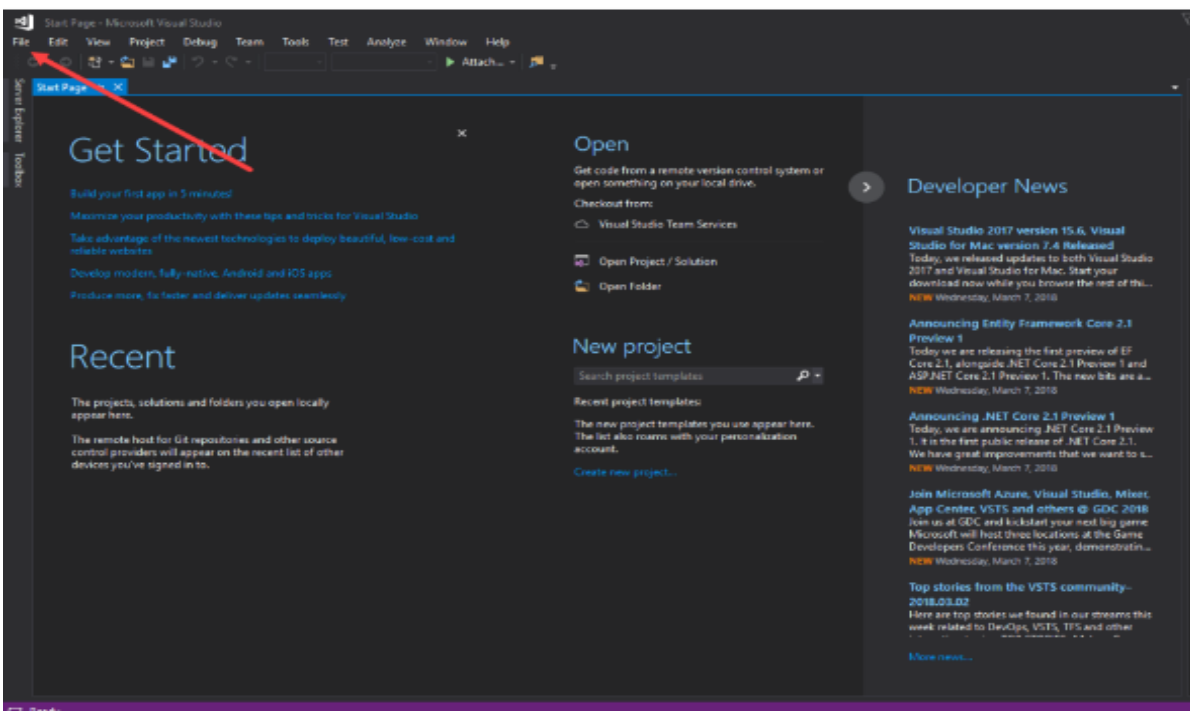 Start Page - Microsoft Visual Studio
File Edit View Project Debug Team Tools Test Analyze Window Help
Attach...
Server Explorer
Toolbox
Start Page
Get Started
Build your first app in 5 minutes!
Maximize your productivity with these tips and tricks for Visual Studio
Take advantage of the newest technologies to deploy beautiful, low-cost and
reliable websites
Develop modern, fully-native, Android and iOS apps
Produce more, fix faster and deliver updates seamlessly
Recent
The projects, solutions and folders you open locally
appear here.
The remote host for Git repositories and other source
control providers will appear on the recent list of other
devices you've signed in to.
Open
Get code from a remote version control system or
open something on your local drive.
Checkout from:
Visual Studio Team Services
Open Project / Solution
Open Folder
New project
Search project templates
Recent project templates:
The new project templates you use appear here.
The list also roams with your personalization
account.
Create new project...
Developer News
Visual Studio 2017 version 15.6, Visual
Studio for Mac version 7.4 Released
Today, we released updates to both Visual Studio
2017 and Visual Studio for Mac. Start your
download now while you browse the rest of thi...
NEW Wednesday, March 7, 2018
Announcing Entity Framework Core 2.1
Preview 1
Today we are releasing the first preview of EF
Core 2.1, alongside .NET Core 2.1 Preview 1 and
ASP.NET Core 2.1 Preview 1. The new bits are a...
NEW Wednesday, March 7, 2018
Announcing .NET Core 2.1 Preview 1
Today, we are announcing .NET Core 2.1 Preview
1. It is the first public release of .NET Core 2.1.
We have great improvements that we want to s...
NEW Wednesday, March 7, 2018
Join Microsoft Azure, Visual Studio, Mixer,
App Center, VSTS and others @ GDC 2018
Join us at GDC and kickstart your next big game
Microsoft will host three locations at the Game
Developers Conference this year, demonstratin...
NEW Wednesday, March 7, 2018
Top stories from the VSTS community–
2018.03.02
Here are top stories we found in our streams this
week related to DevOps, VSTS, TFS and other
More news...
Ready